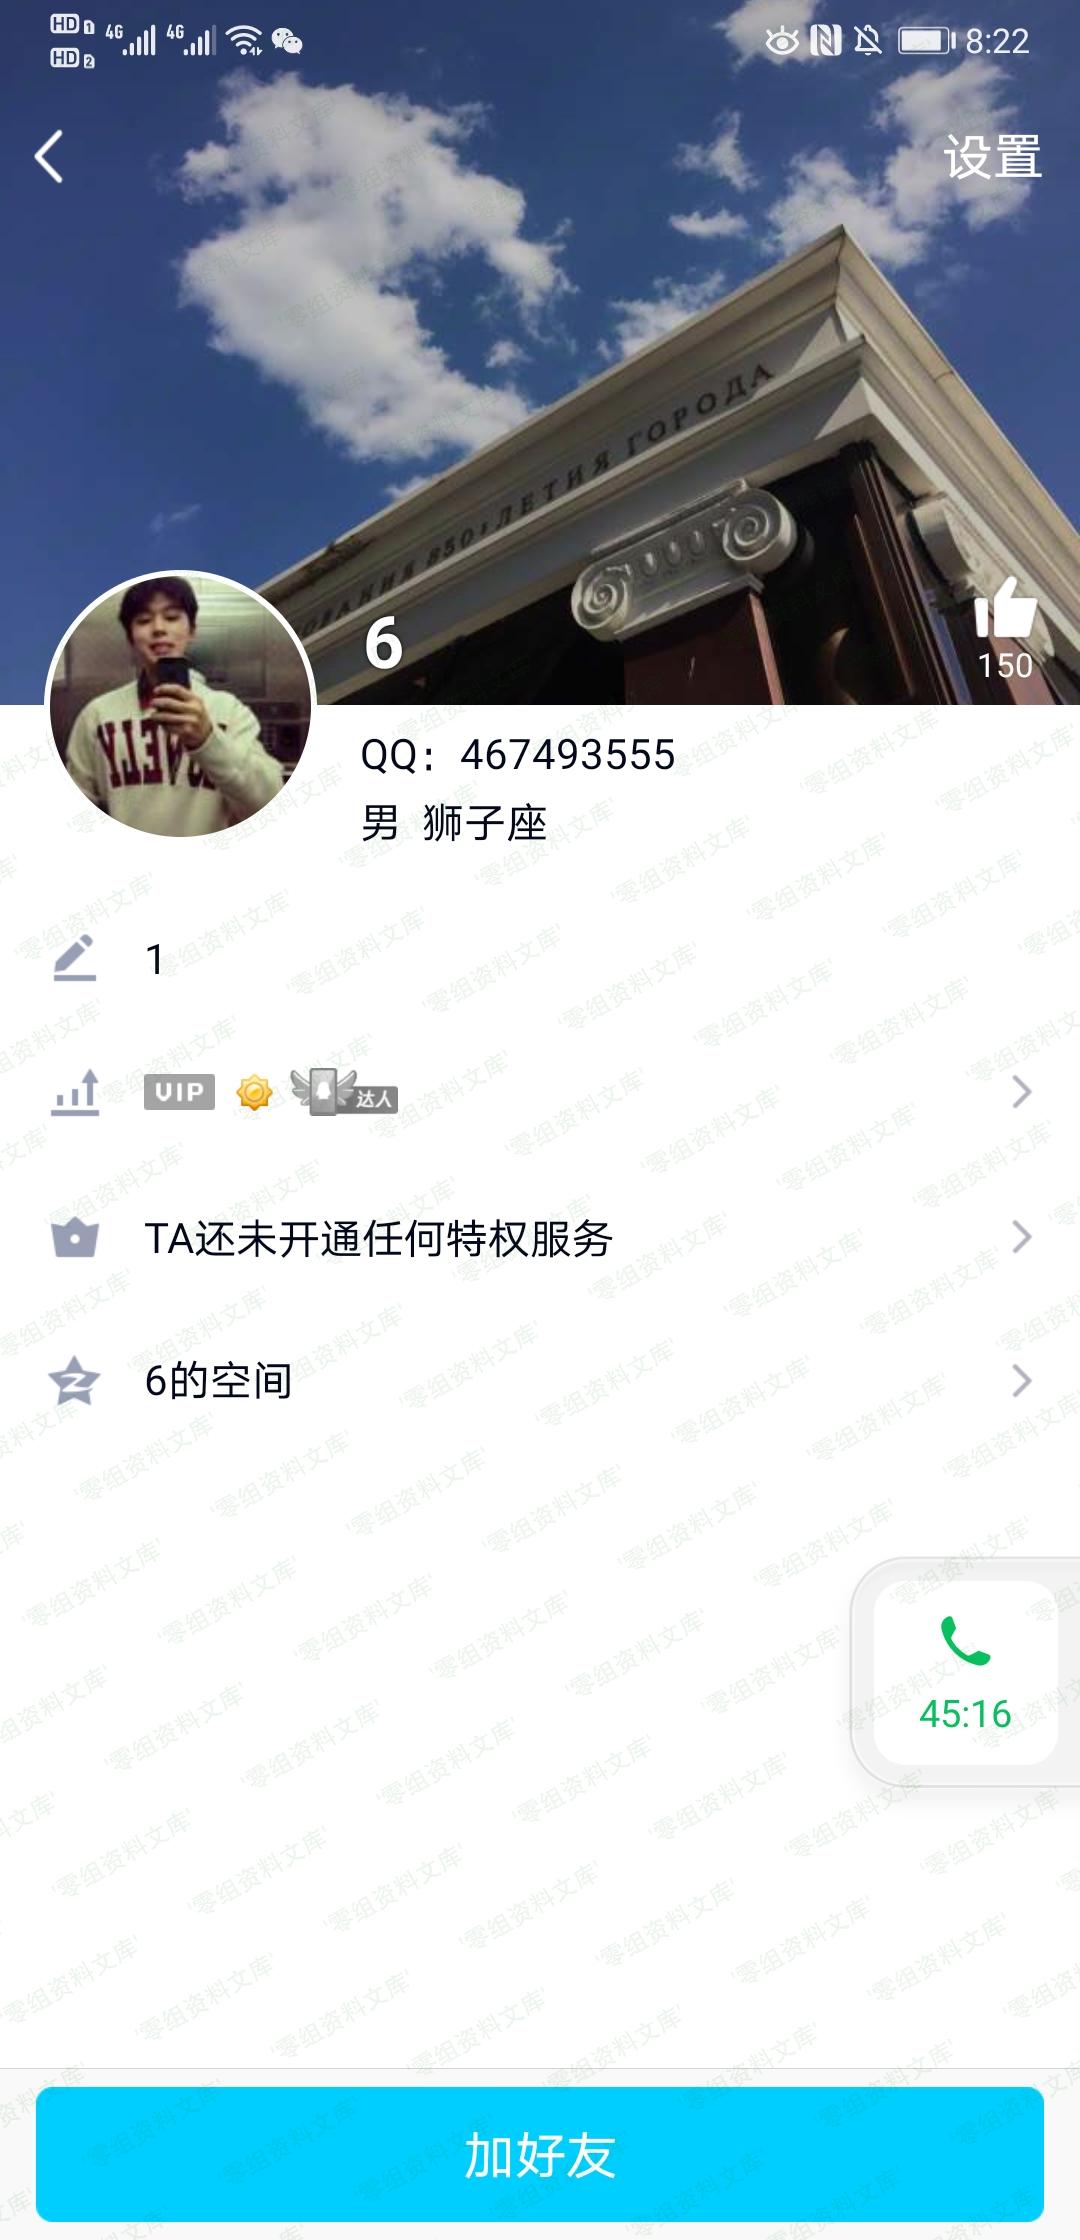 HD 1 4G 4G 8:22
HD 2
设置
ОВАНИЯ 850-ЛЕТИЯ ГОРОДА
6
150
QQ：467493555
男 狮子座
1
VIP 达人
TA还未开通任何特权服务
6的空间
45:16
加好友
'零组资料文库'